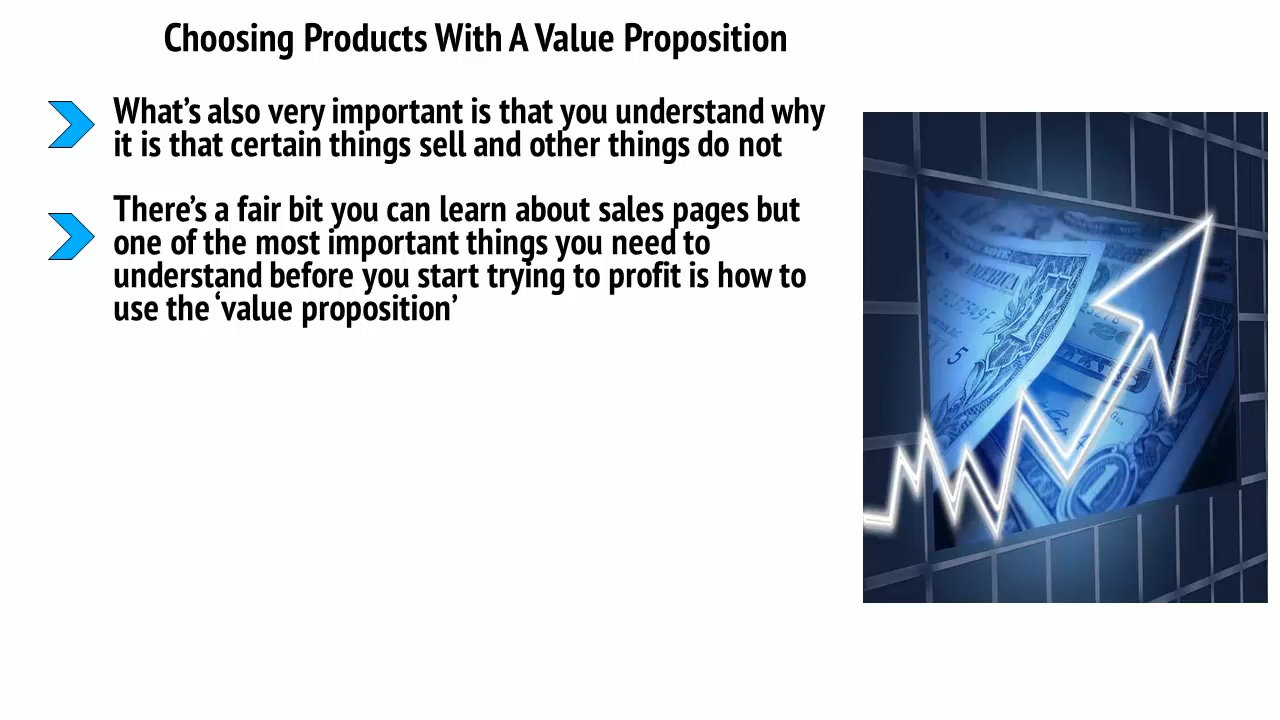 Choosing Products With A Value Proposition
What’s also very important is that you understand why
it is that certain things sell and other things do not
There’s a fair bit you can learn about sales pages but
one of the most important things you need to
understand before you start trying to profit is how to
use the ‘value proposition’